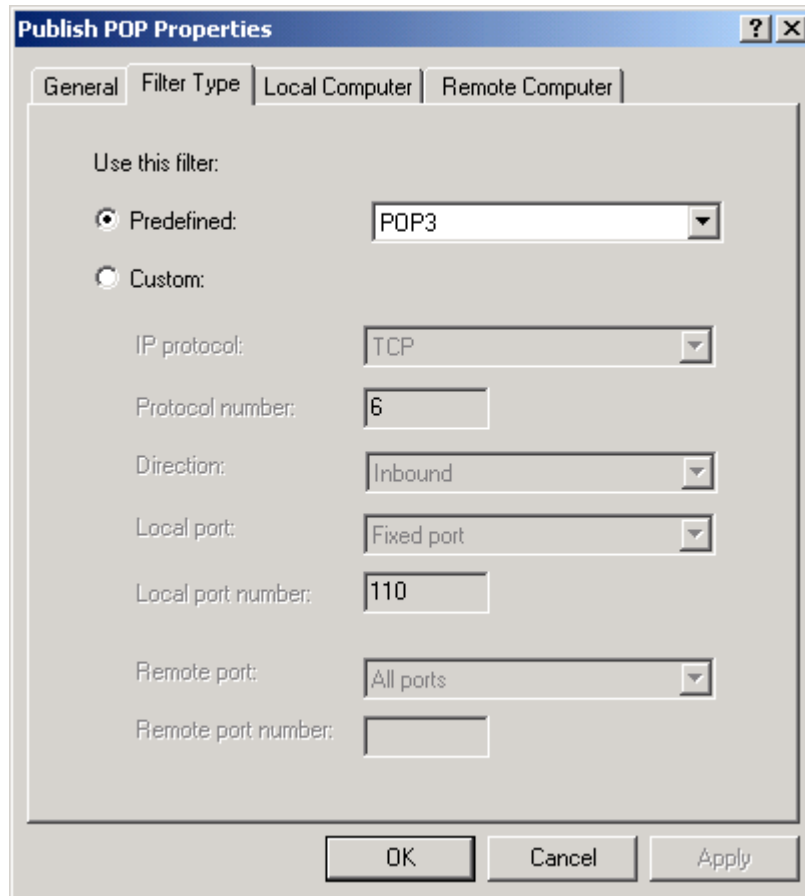 Publish POP Properties
General Filter Type Local Computer Remote Computer
Use this filter:
Predefined: POP3
Custom:
IP protocol: TCP
Protocol number: 6
Direction: Inbound
Local port: Fixed port
Local port number: 110
Remote port: All ports
Remote port number:
OK Cancel Apply